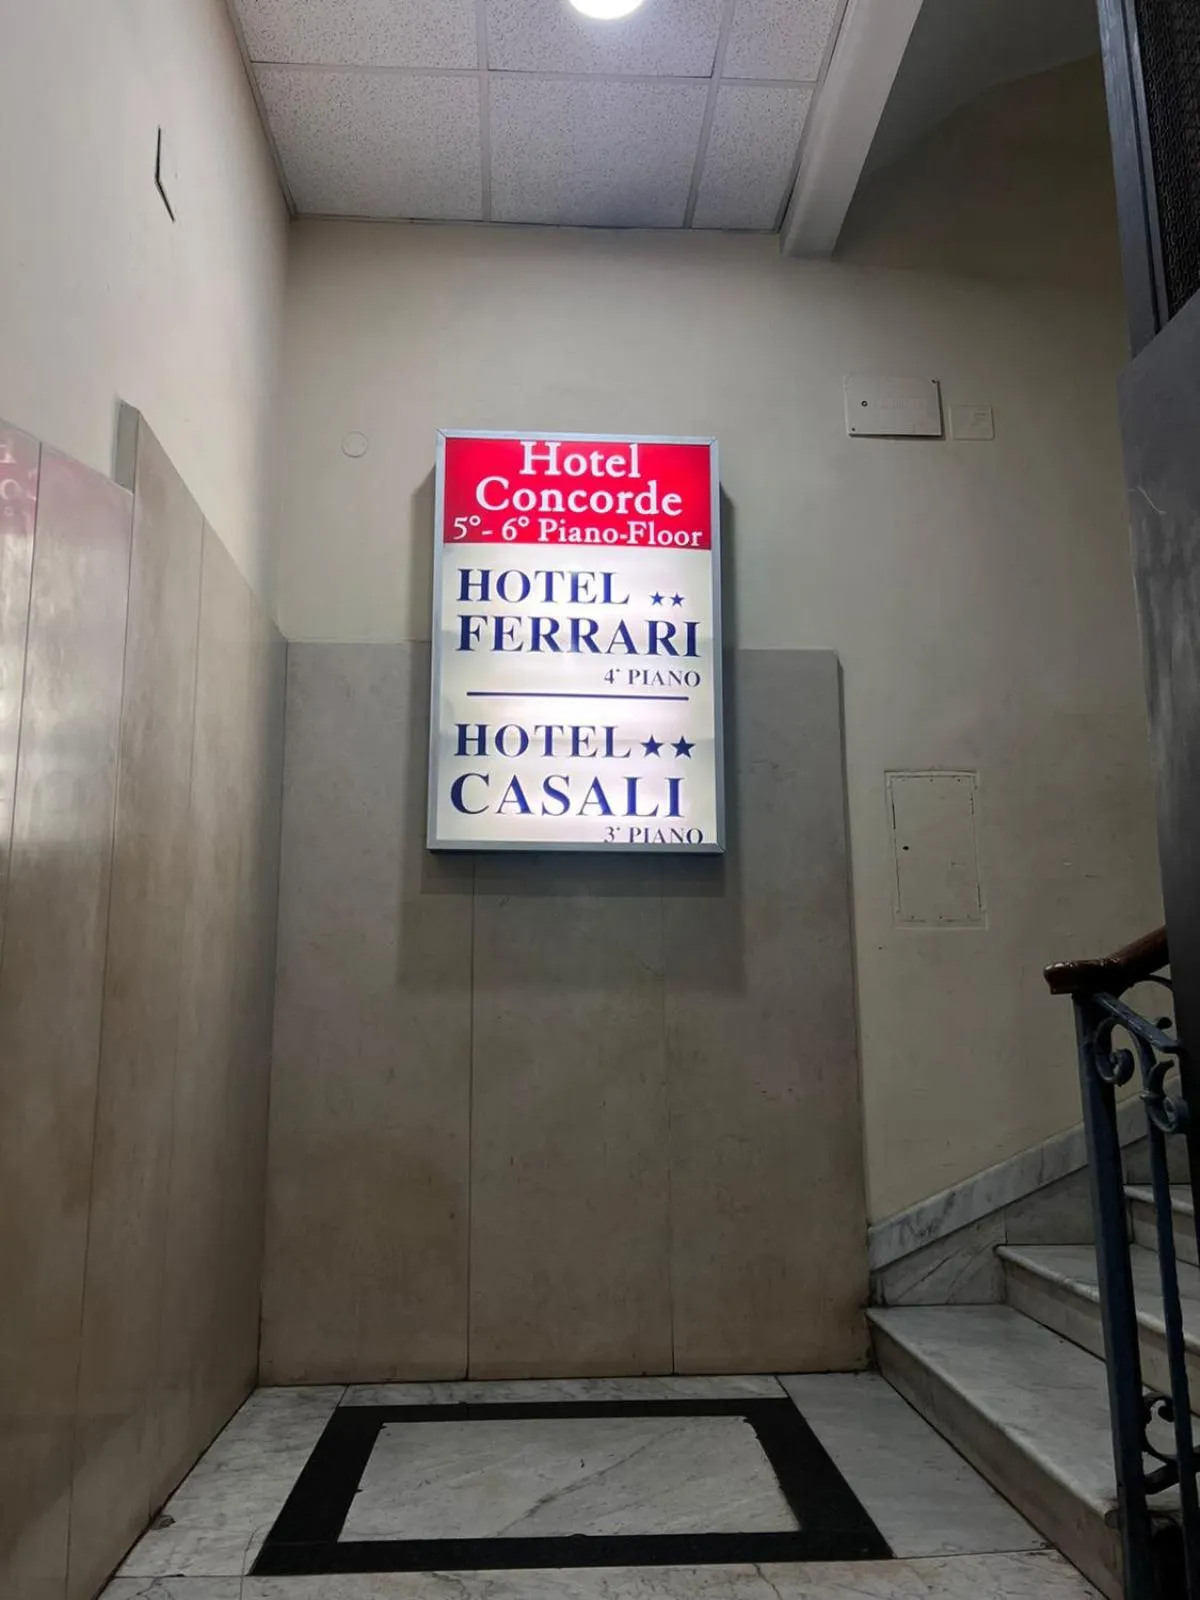 Hotel
Concorde
5°- 6° Piano-Floor
HOTEL ★★
FERRARI
4° PIANO
HOTEL★★
CASALI
3° PIANO